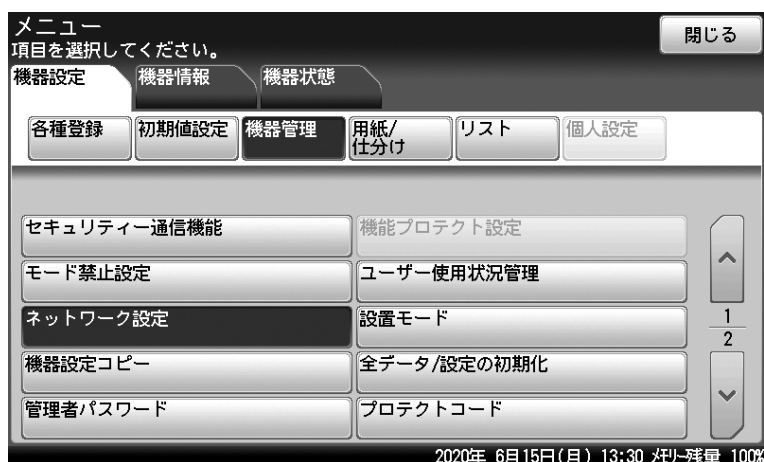 メニュー
項目を選択してください。
閉じる
機器設定
機器情報
機器状態
各種登録
初期値設定
機器管理
用紙/
仕分け
リスト
個人設定
セキュリティー通信機能
機能プロテクト設定
モード禁止設定
ユーザー使用状況管理
ネットワーク設定
設置モード
1
2
機器設定コピー
全データ/設定の初期化
管理者パスワード
プロテクトコード
2020年 6月15日(月) 13:30 メモリー残量 100%